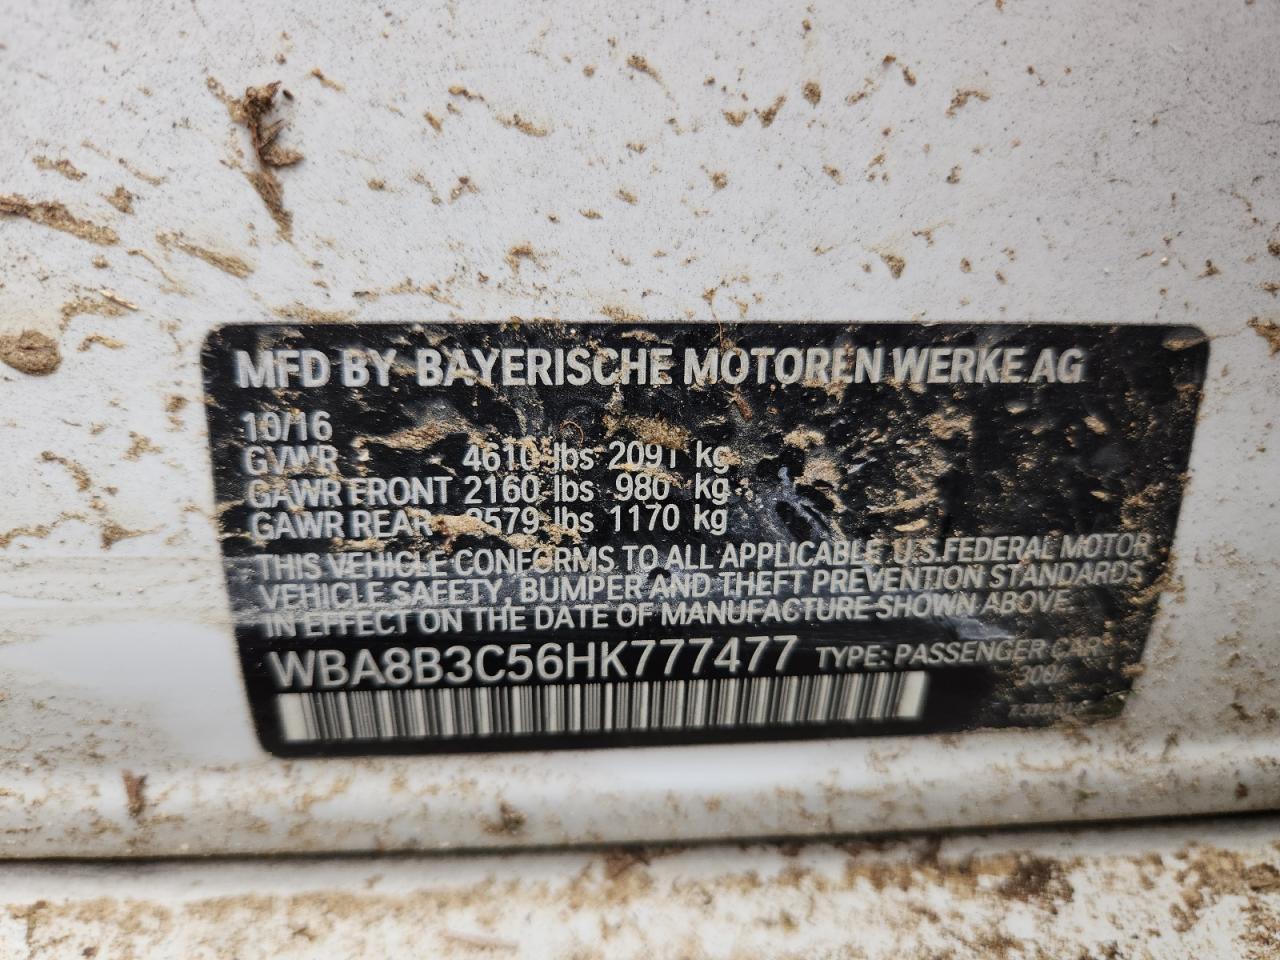 MFD BY BAYERISCHE MOTOREN WERKE AG
10/16
GVWR 4610 lbs 2091 kg
GAWR FRONT 2160 lbs 980 kg
GAWR REAR 2579 lbs 1170 kg
THIS VEHICLE CONFORMS TO ALL APPLICABLE U.S. FEDERAL MOTOR
VEHICLE SAFETY, BUMPER AND THEFT PREVENTION STANDARDS
IN EFFECT ON THE DATE OF MANUFACTURE SHOWN ABOVE.
WBA8B3C56HK777477 TYPE: PASSENGER CAR